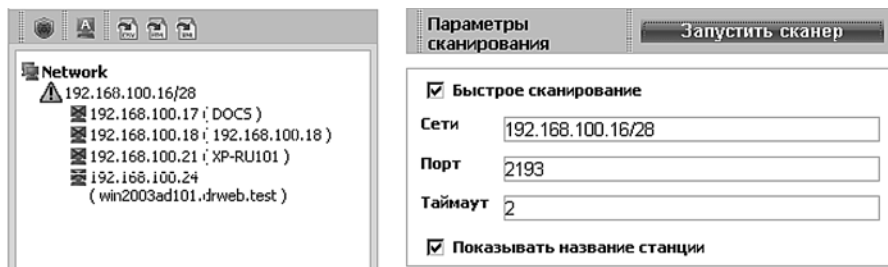 Network
192.168.100.16/28
192.168.100.17 ( DOCS )
192.168.100.18 ( 192.168.100.18 )
192.168.100.21 ( XP-RU101 )
192.168.100.24
( win2003ad101.drweb.test )
Параметры
сканирования
Запустить сканер
Быстрое сканирование
Сети 192.168.100.16/28
Порт 2193
Таймаут 2
Показывать название станции